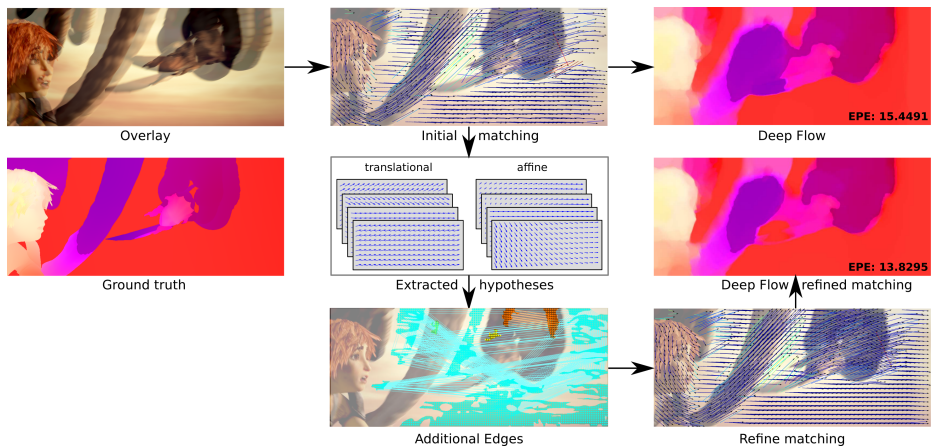 EPE: 15.4491
Overlay
Initial matching
Deep Flow
translational
affine
EPE: 13.8295
Ground truth
Extracted hypotheses
Deep Flow refined matching
Additional Edges
Refine matching